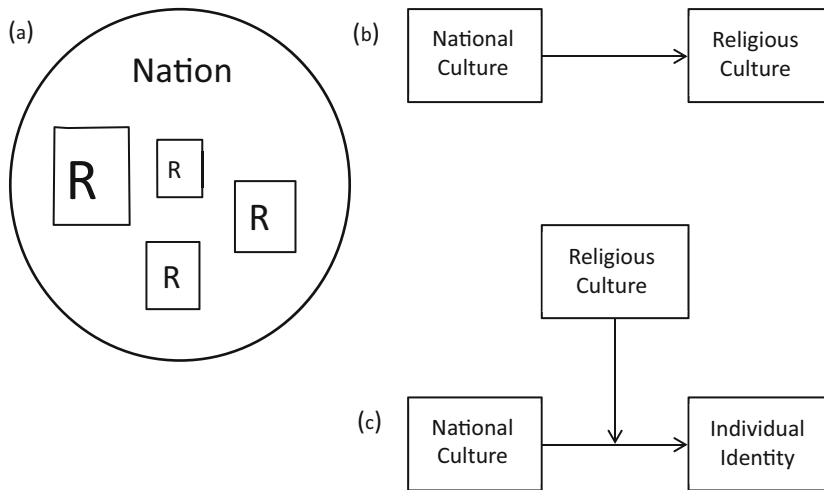 (a)
Nation
R
R
R
R
(b)
National
Culture
Religious
Culture
(c)
Religious
Culture
National
Culture
Individual
Identity